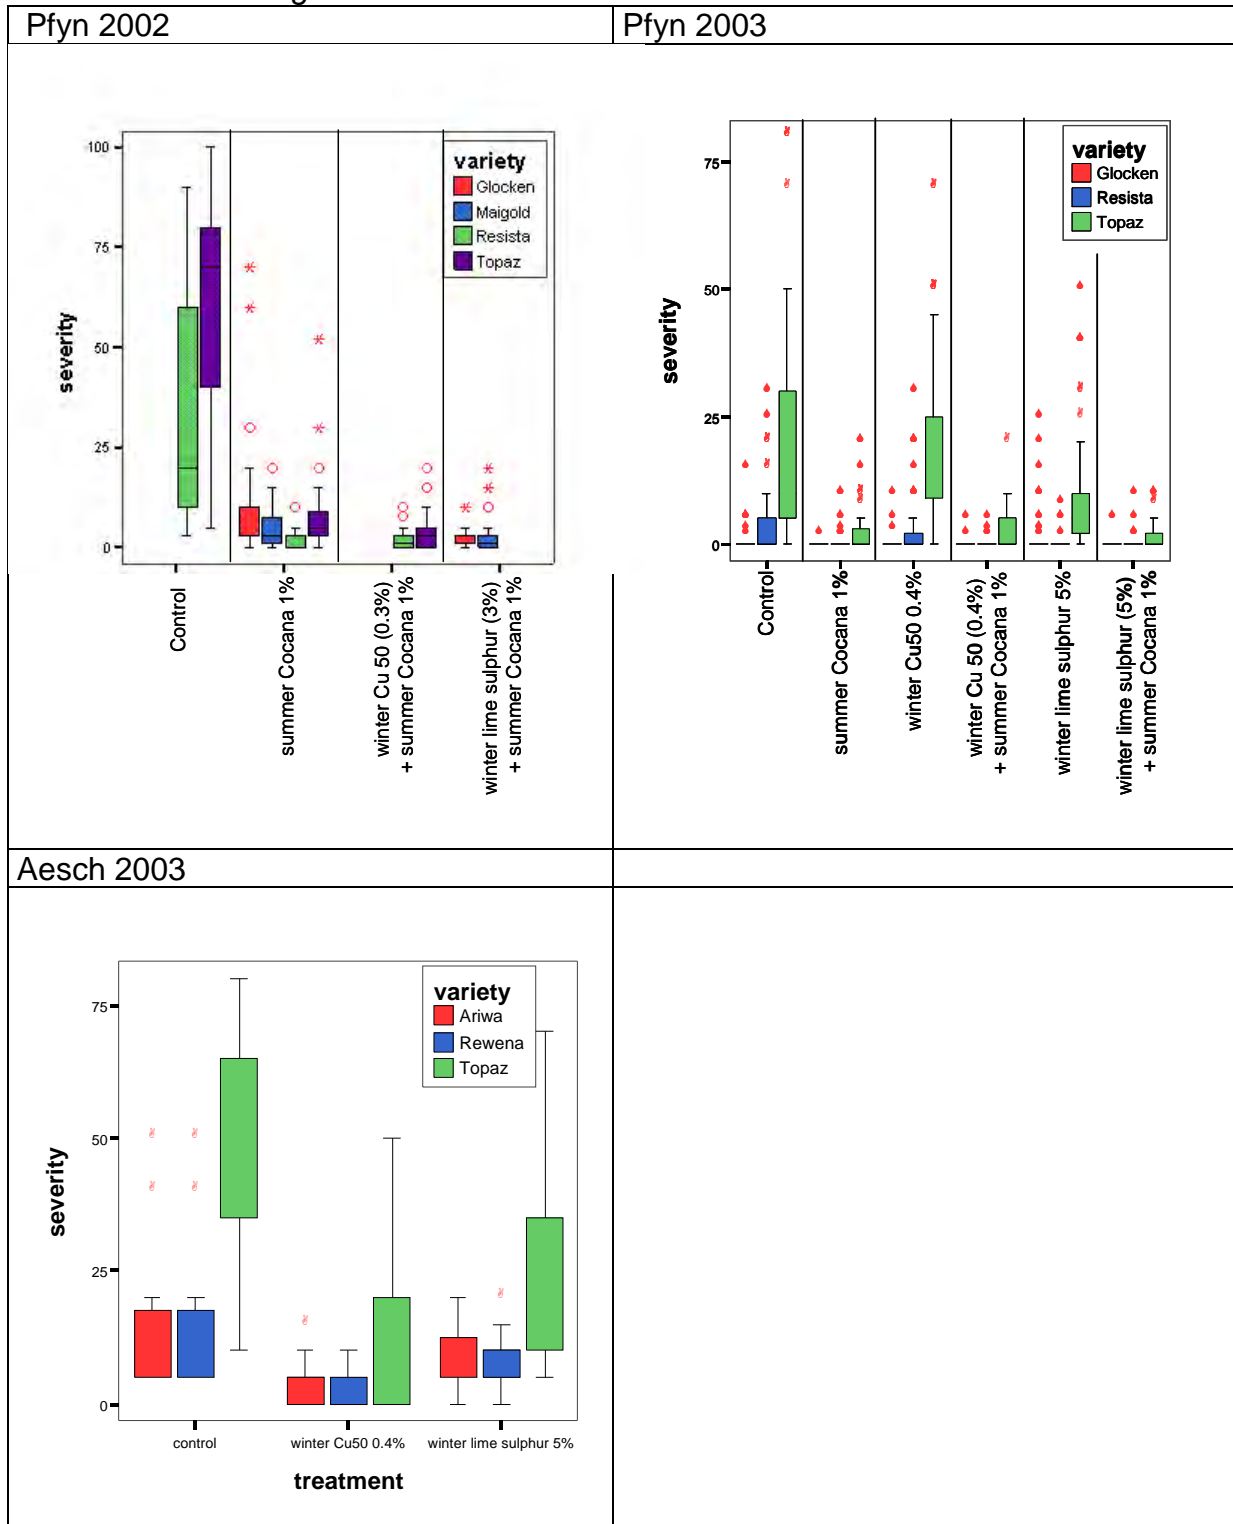 Pfyn 2002
Pfyn 2003
100
75
50
25
0
severity
variety
Glocken
Maigold
Resista
Topaz
Control
summer Cocana 1%
winter Cu 50 (0.3%)
+ summer Cocana 1%
winter lime sulphur (3%)
+ summer Cocana 1%
75
50
25
0
severity
variety
Glocken
Resista
Topaz
Control
summer Cocana 1%
winter Cu50 0.4%
winter Cu 50 (0.4%)
+ summer Cocana 1%
winter lime sulphur 5%
winter lime sulphur (5%)
+ summer Cocana 1%
Aesch 2003
75
50
25
0
severity
variety
Ariwa
Rewena
Topaz
control
winter Cu50 0.4%
winter lime sulphur 5%
treatment